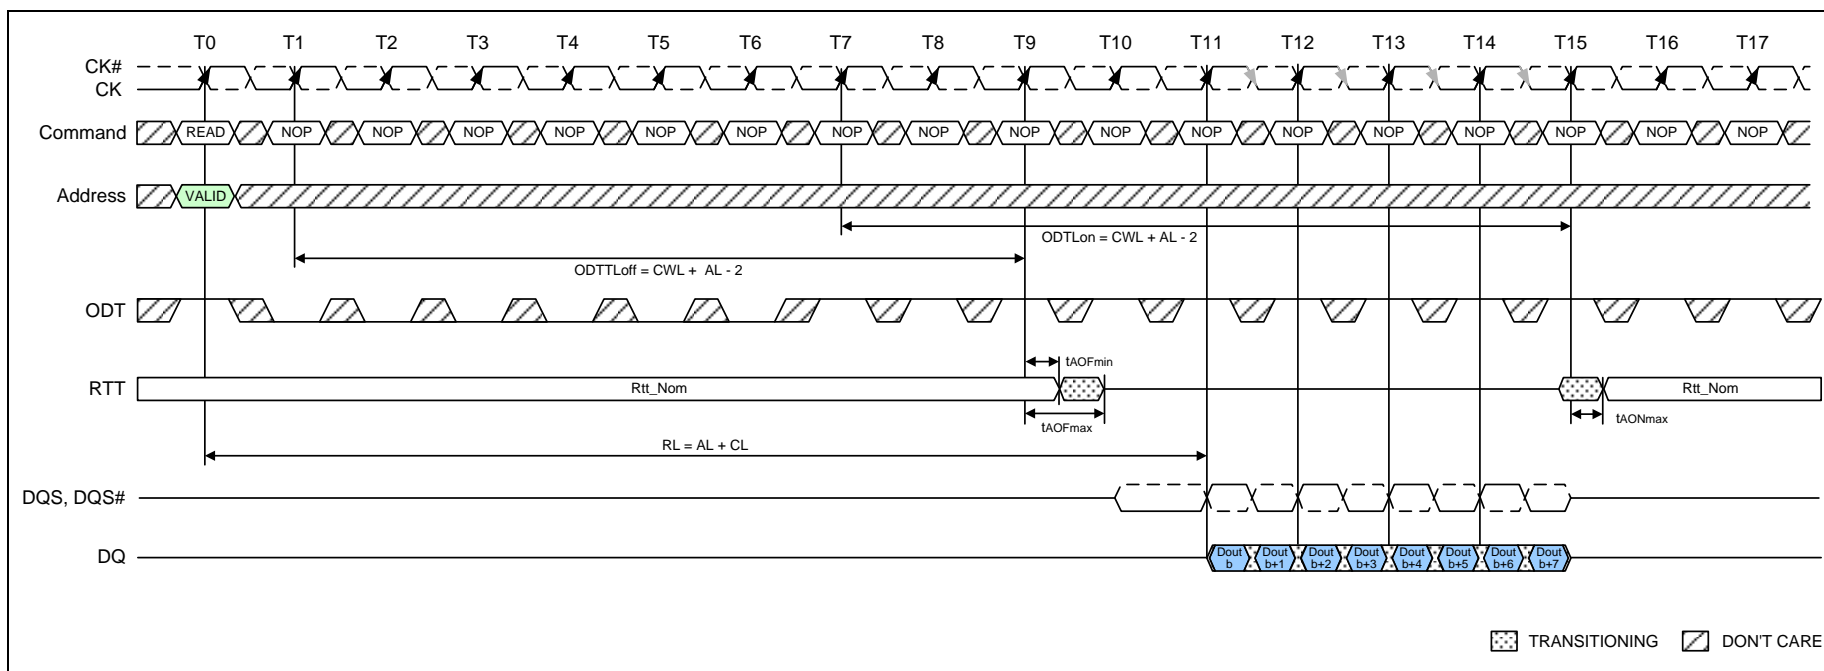 T0 T1 T2 T3 T4 T5 T6 T7 T8 T9 T10 T11 T12 T13 T14 T15 T16 T17
CK#
CK
Command READ NOP NOP NOP NOP NOP NOP NOP NOP NOP NOP NOP NOP NOP NOP NOP NOP NOP
Address VALID
ODTLon = CWL + AL - 2
ODTTLoff = CWL + AL - 2
ODT
tAOFmin
RTT Rtt_Nom Rtt_Nom
tAONmax
tAOFmax
RL = AL + CL
DQS, DQS#
DQ Dout b Dout b+1 Dout b+2 Dout b+3 Dout b+4 Dout b+5 Dout b+6 Dout b+7
TRANSITIONING DON'T CARE